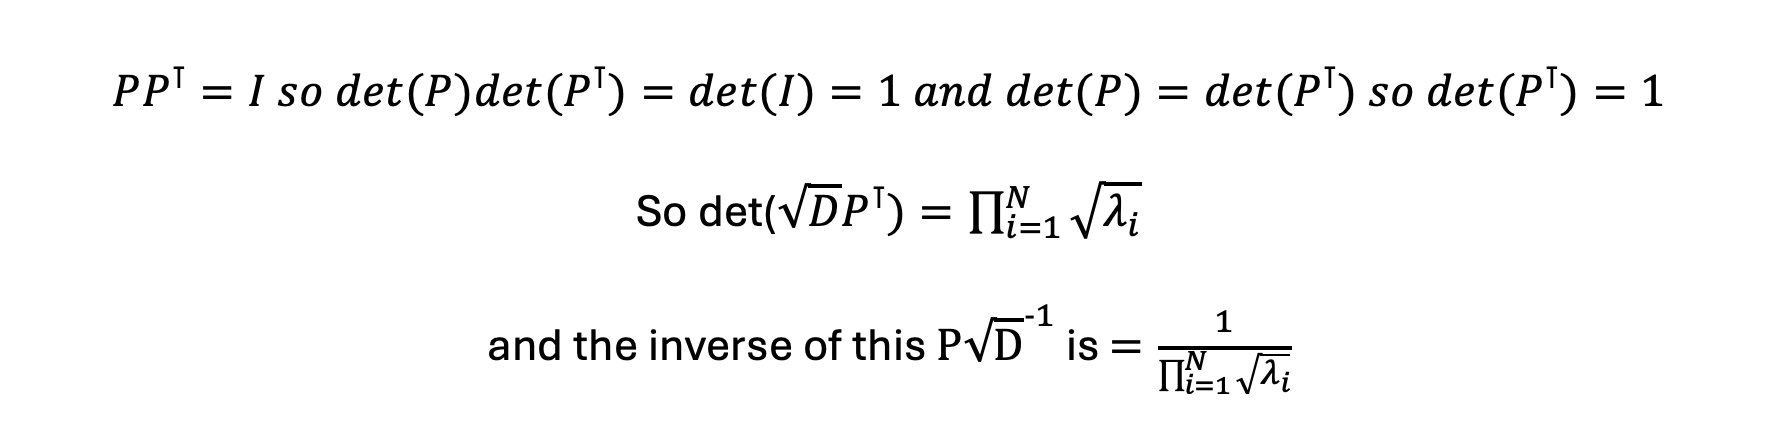 PP⊺ = I so det(P)det(P⊺) = det(I) = 1 and det(P) = det(P⊺) so det(P⊺) = 1
So det(√D̅P⊺) = ∏ᵢ₌₁ᴺ √λᵢ
and the inverse of this P√D̅⁻¹ is = 1/(∏ᵢ₌₁ᴺ √λᵢ)